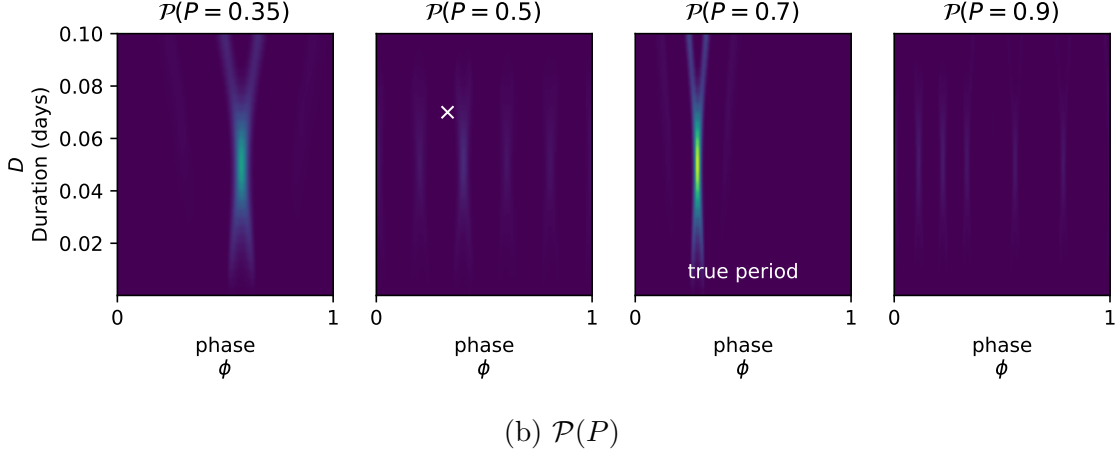 𝒫(P = 0.35)
𝒫(P = 0.5)
𝒫(P = 0.7)
𝒫(P = 0.9)
D
Duration (days)
0.10
0.08
0.06
0.04
0.02
true period
0 1
0 1
0 1
0 1
phase
ϕ
phase
ϕ
phase
ϕ
phase
ϕ
(b) 𝒫(P)